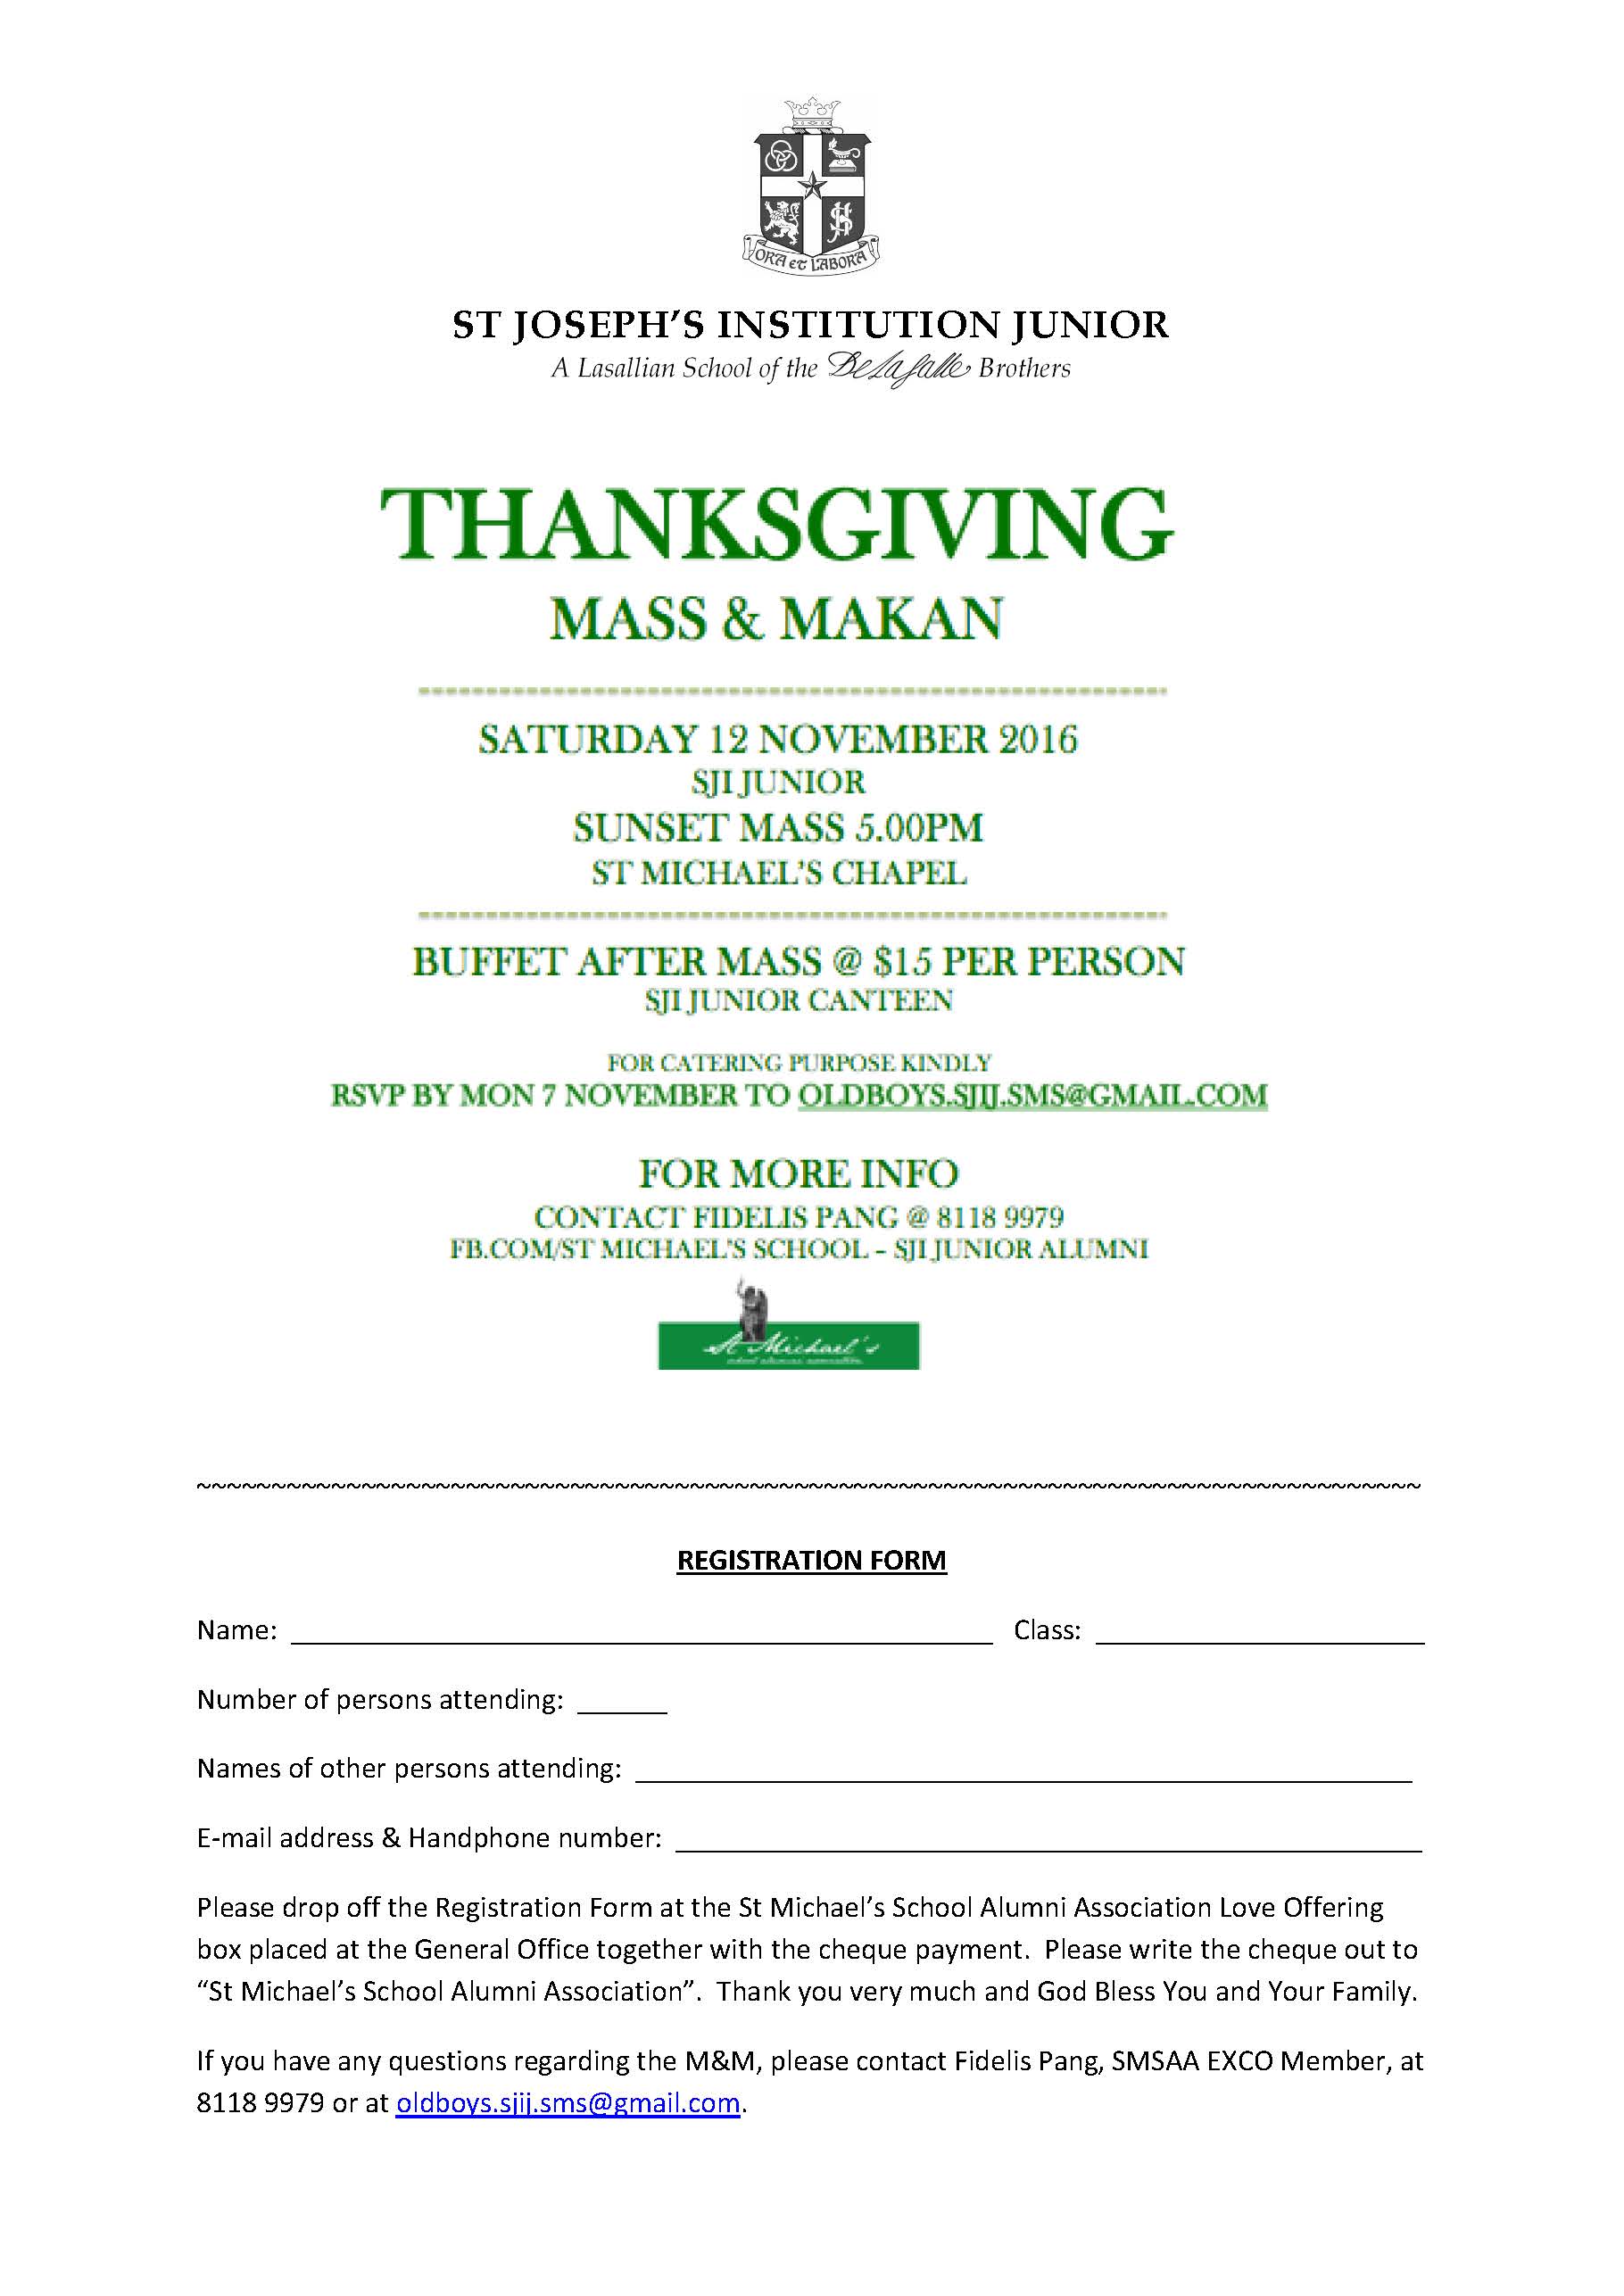 ORA ET LABORA
ST JOSEPH’S INSTITUTION JUNIOR
A Lasallian School of the De La Salle Brothers
THANKSGIVING
MASS & MAKAN
SATURDAY 12 NOVEMBER 2016
SJI JUNIOR
SUNSET MASS 5.00PM
ST MICHAEL’S CHAPEL
BUFFET AFTER MASS @ $15 PER PERSON
SJI JUNIOR CANTEEN
FOR CATERING PURPOSE KINDLY
RSVP BY MON 7 NOVEMBER TO OLDBOYS.SJIJ.SMS@GMAIL.COM
FOR MORE INFO
CONTACT FIDELIS PANG @ 8118 9979
FB.COM/ST MICHAEL’S SCHOOL – SJI JUNIOR ALUMNI
St Michael's
school alumni association
~~~~~~~~~~~~~~~~~~~~~~~~~~~~~~~~~~~~~~~~~~~~~~~~~~~~~~~~~~~~~~~~~~~~~~~~~~~~~~~~~~
REGISTRATION FORM
Name: ______________________________________________ Class: _____________________
Number of persons attending: ______
Names of other persons attending: ___________________________________________________
E-mail address & Handphone number: _________________________________________________
Please drop off the Registration Form at the St Michael’s School Alumni Association Love Offering
box placed at the General Office together with the cheque payment. Please write the cheque out to
“St Michael’s School Alumni Association”. Thank you very much and God Bless You and Your Family.
If you have any questions regarding the M&M, please contact Fidelis Pang, SMSAA EXCO Member, at
8118 9979 or at oldboys.sjij.sms@gmail.com.